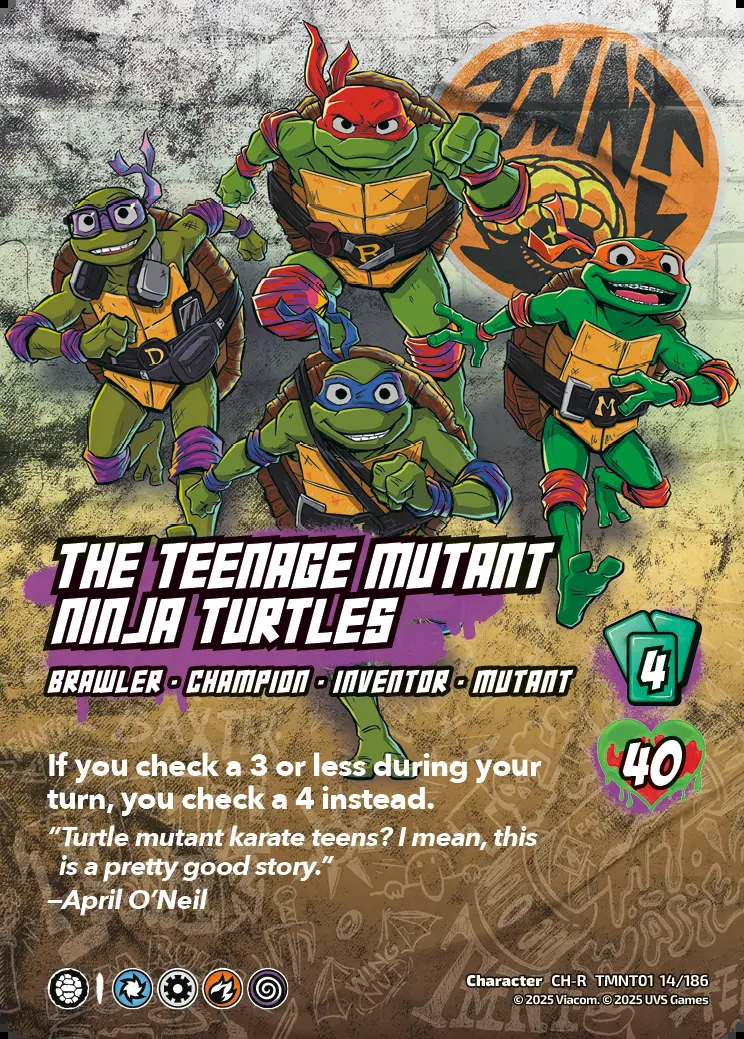 TMNT
R
D
M
THE TEENAGE MUTANT
NINJA TURTLES
BRAWLER · CHAMPION · INVENTOR · MUTANT
4
40
If you check a 3 or less during your
turn, you check a 4 instead.
"Turtle mutant karate teens? I mean, this
is a pretty good story."
—April O'Neil
Character CH-R TMNT01 14/186
© 2025 Viacom. © 2025 UVS Games